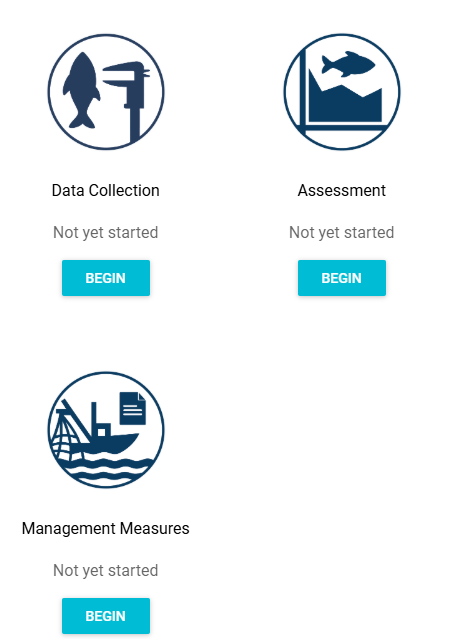 Data Collection
Not yet started
BEGIN
Assessment
Not yet started
BEGIN
Management Measures
Not yet started
BEGIN